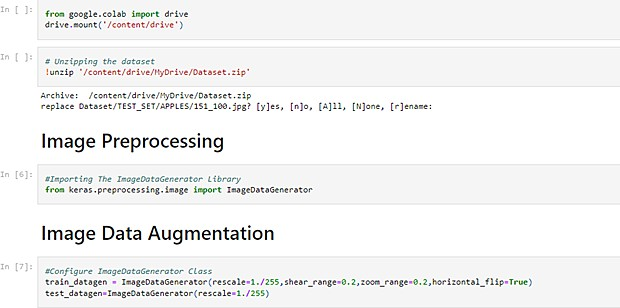 In [ ]:
from google.colab import drive
drive.mount('/content/drive')
In [ ]:
# Unzipping the dataset
!unzip '/content/drive/MyDrive/Dataset.zip'
Archive:  /content/drive/MyDrive/Dataset.zip
replace Dataset/TEST_SET/APPLES/151_100.jpg? [y]es, [n]o, [A]ll, [N]one, [r]ename:
Image Preprocessing
In [6]:
#Importing The ImageDataGenerator Library
from keras.preprocessing.image import ImageDataGenerator
Image Data Augmentation
In [7]:
#Configure ImageDataGenerator Class
train_datagen = ImageDataGenerator(rescale=1./255,shear_range=0.2,zoom_range=0.2,horizontal_flip=True)
test_datagen=ImageDataGenerator(rescale=1./255)